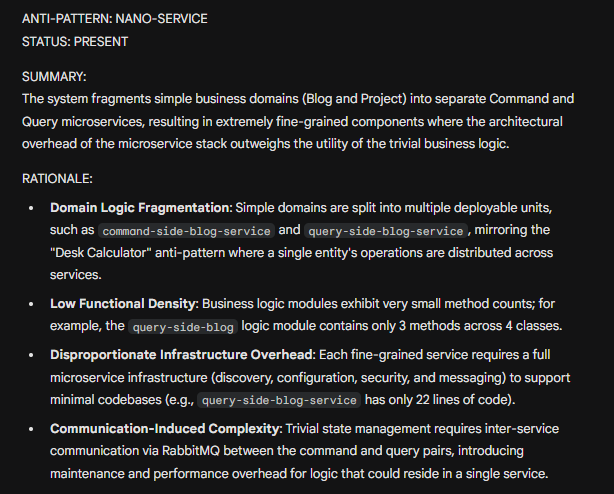 ANTI-PATTERN: NANO-SERVICE
STATUS: PRESENT
SUMMARY:
The system fragments simple business domains (Blog and Project) into separate Command and
Query microservices, resulting in extremely fine-grained components where the architectural
overhead of the microservice stack outweighs the utility of the trivial business logic.
RATIONALE:
• Domain Logic Fragmentation: Simple domains are split into multiple deployable units,
such as command-side-blog-service and query-side-blog-service, mirroring the
"Desk Calculator" anti-pattern where a single entity's operations are distributed across
services.
• Low Functional Density: Business logic modules exhibit very small method counts; for
example, the query-side-blog logic module contains only 3 methods across 4 classes.
• Disproportionate Infrastructure Overhead: Each fine-grained service requires a full
microservice infrastructure (discovery, configuration, security, and messaging) to support
minimal codebases (e.g., query-side-blog-service has only 22 lines of code).
• Communication-Induced Complexity: Trivial state management requires inter-service
communication via RabbitMQ between the command and query pairs, introducing
maintenance and performance overhead for logic that could reside in a single service.